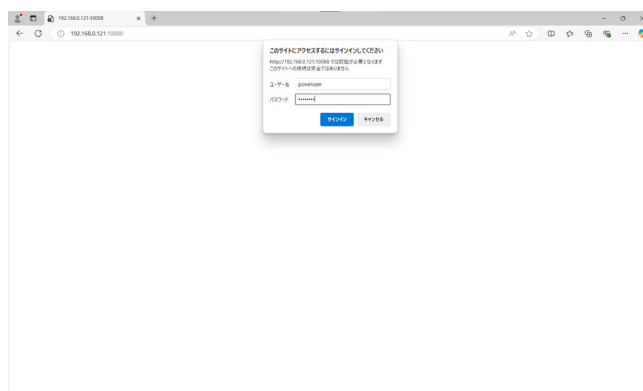 192.168.0.121:10088
192.168.0.121:10088
このサイトにアクセスするにはサインインしてください
http://192.168.0.121:10088 では認証が必要となります
このサイトへの接続は安全ではありません
ユーザー名 poweruser
パスワード ••••••••
サインイン キャンセル